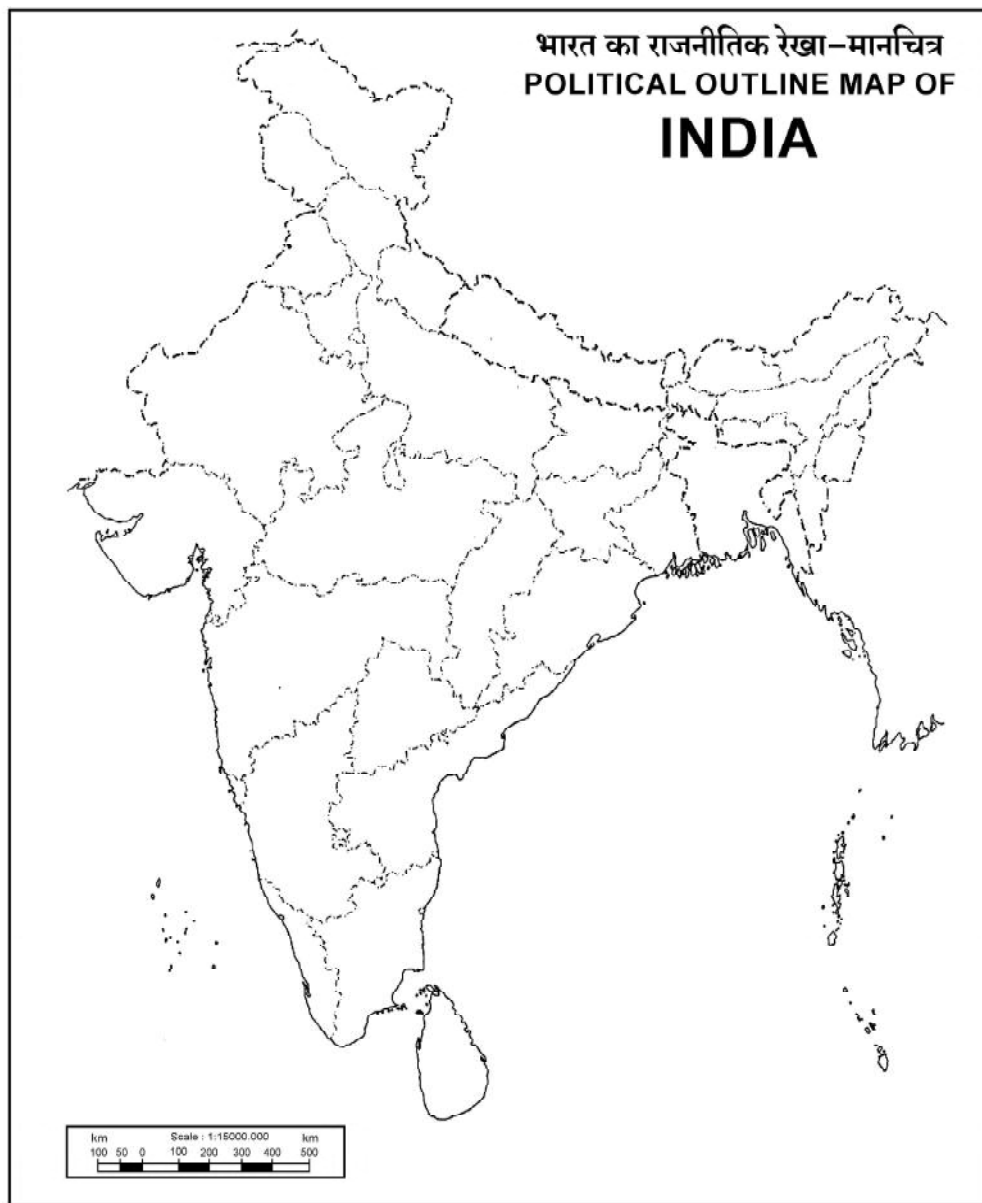 भारत का राजनीतिक रेखा–मानचित्र
POLITICAL OUTLINE MAP OF
INDIA
km Scale : 1:15000.000 km
100 50 0 100 200 300 400 500